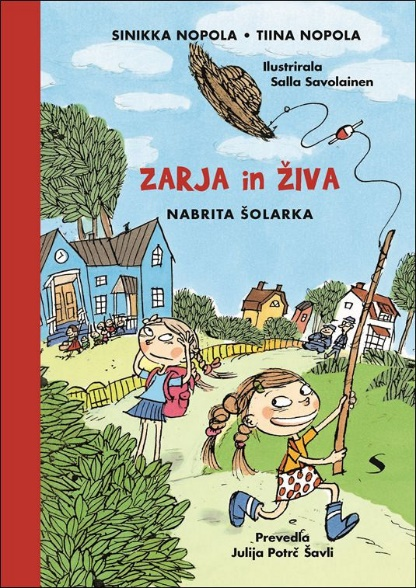 SINIKKA NOPOLA • TIINA NOPOLA
Ilustrirala
Salla Savolainen
ZARJA in ŽIVA
NABRITA ŠOLARKA
S
Prevedla
Julija Potrč Šavli